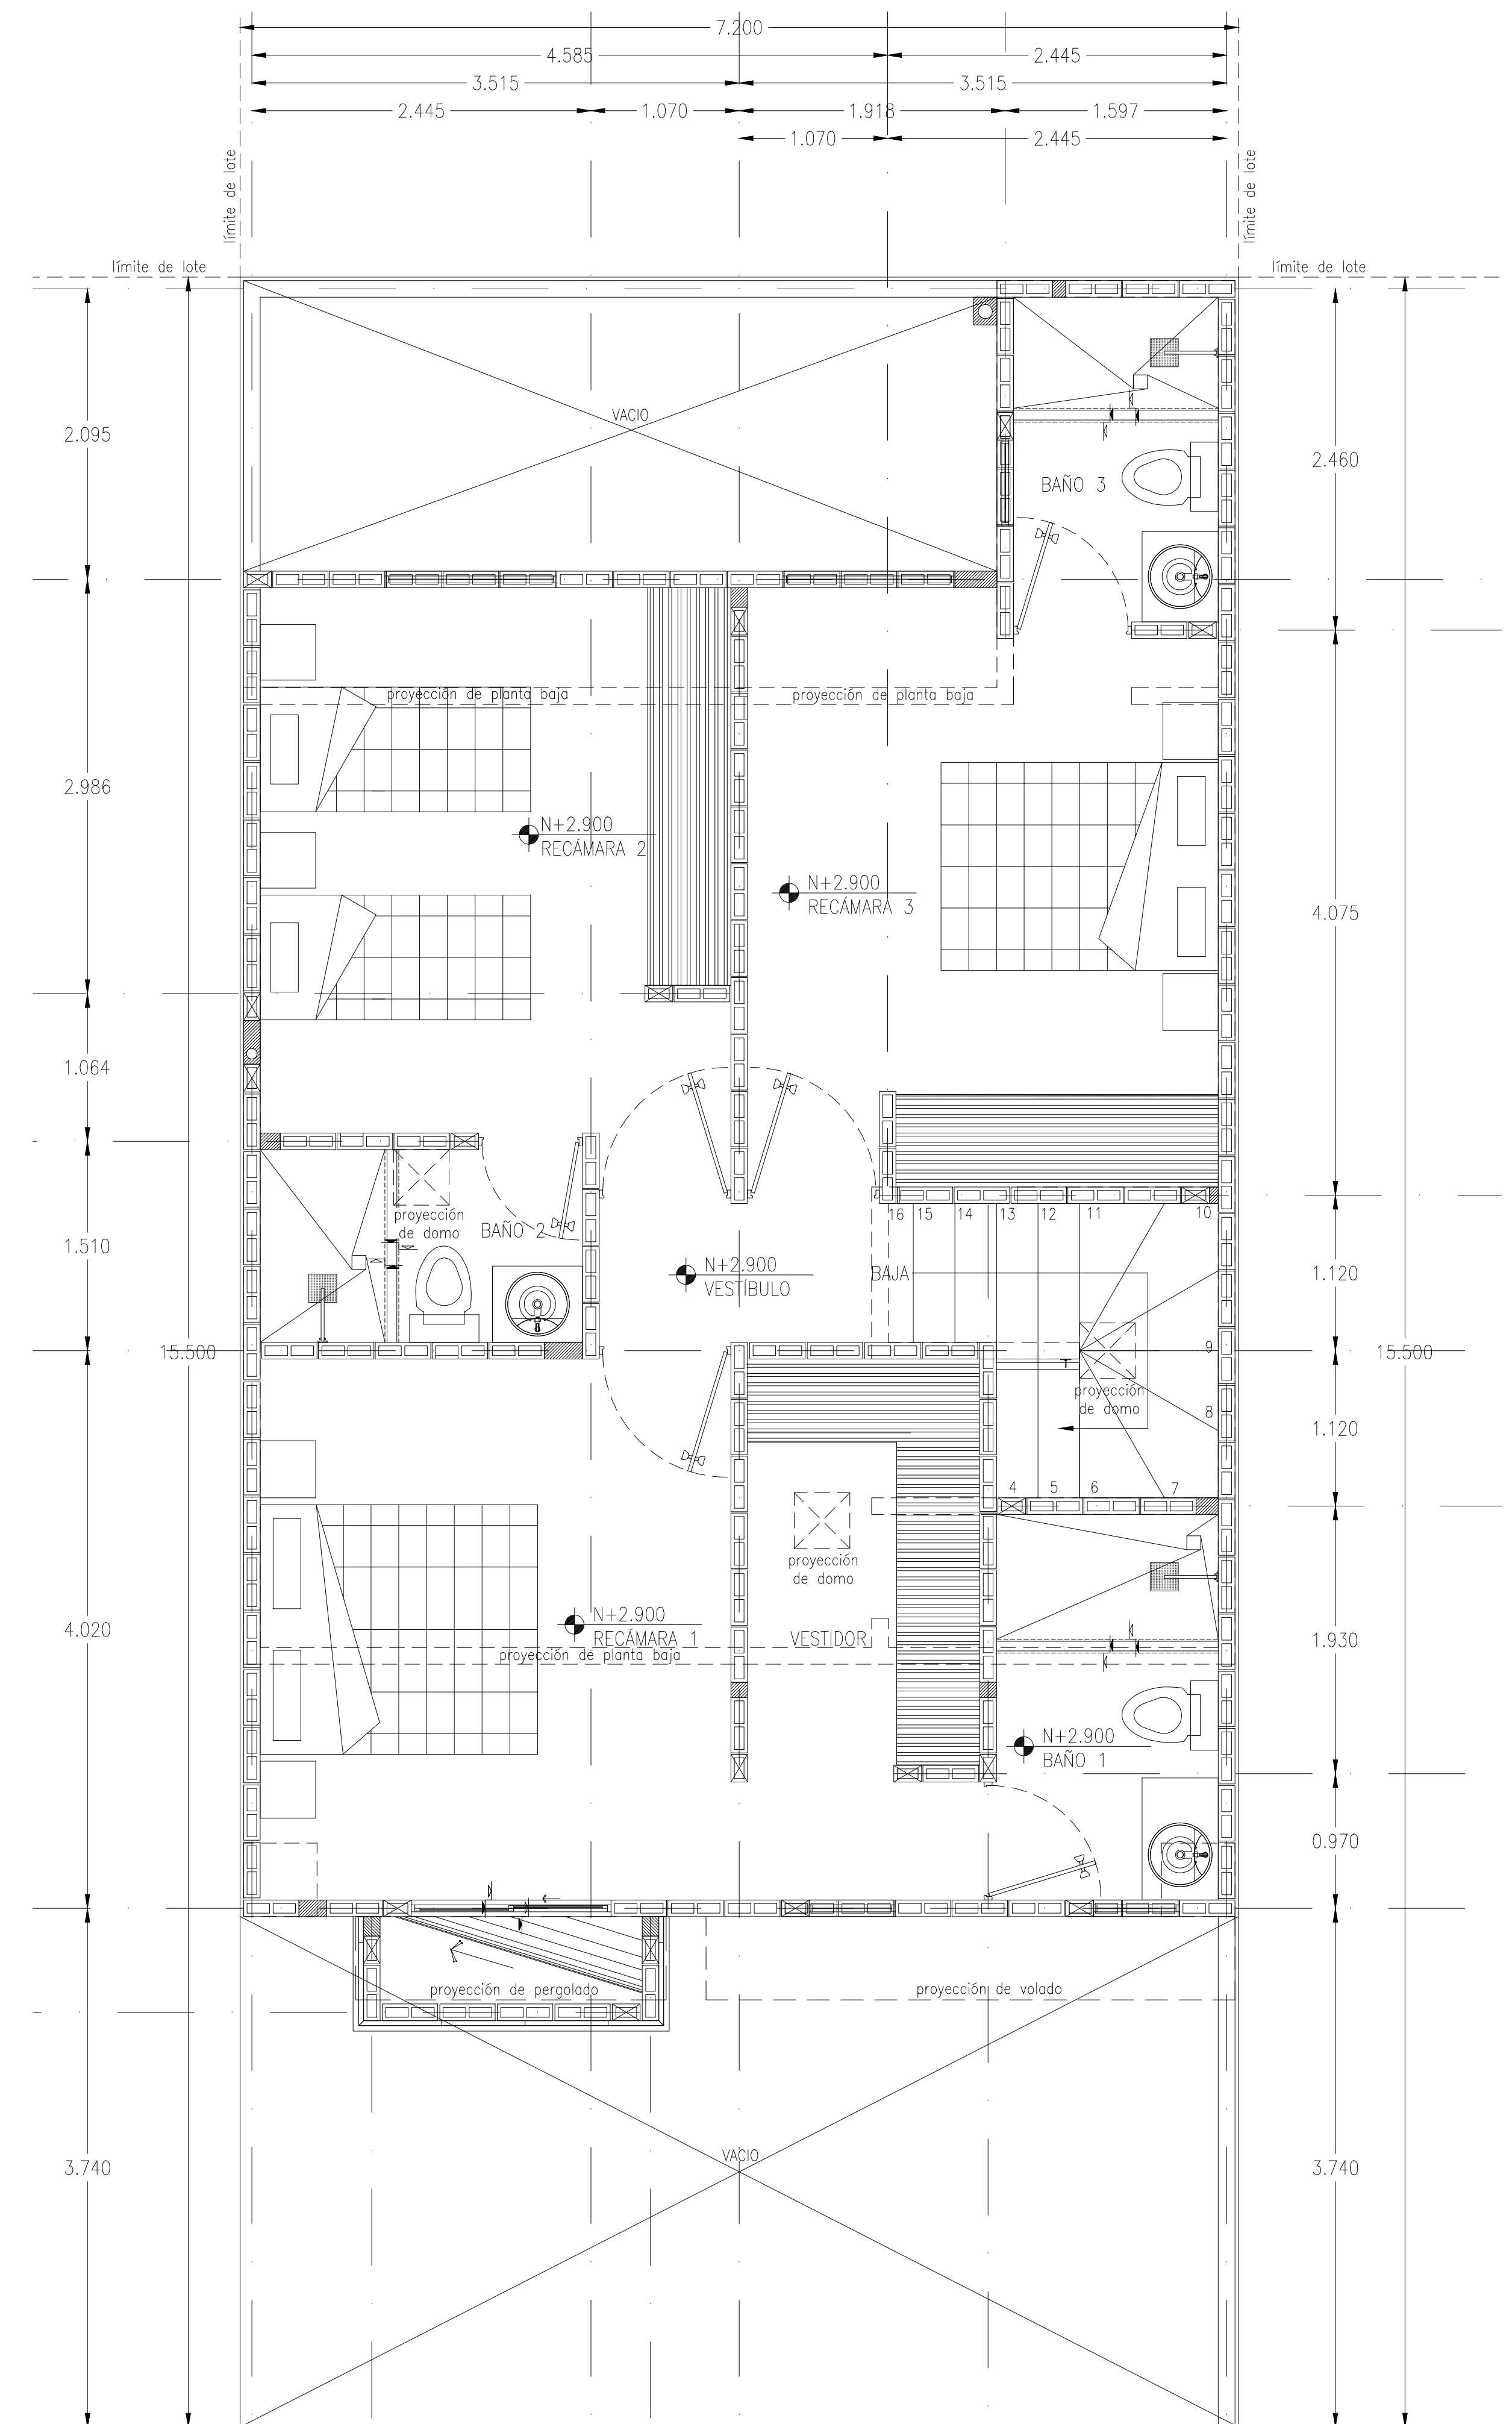 7.200
4.585
2.445
3.515
3.515
2.445
1.070
1.918
1.597
1.070
2.445
límite de lote
límite de lote
límite de lote
límite de lote
2.095
VACIO
2.460
BAÑO 3
proyección de planta baja
proyección de planta baja
2.986
N+2.900
RECÁMARA 2
N+2.900
RECÁMARA 3
4.075
1.064
16
15
14
13
12
11
10
proyección
de domo
BAÑO 2
1.510
N+2.900
VESTÍBULO
BAJA
1.120
15.500
9
15.500
proyección
de domo
8
1.120
4
5
6
7
proyección
de domo
N+2.900
RECÁMARA 1
4.020
VESTIDOR
1.930
proyección de planta baja
N+2.900
BAÑO 1
0.970
proyección de pergolado
proyección de volado
VACIO
3.740
3.740